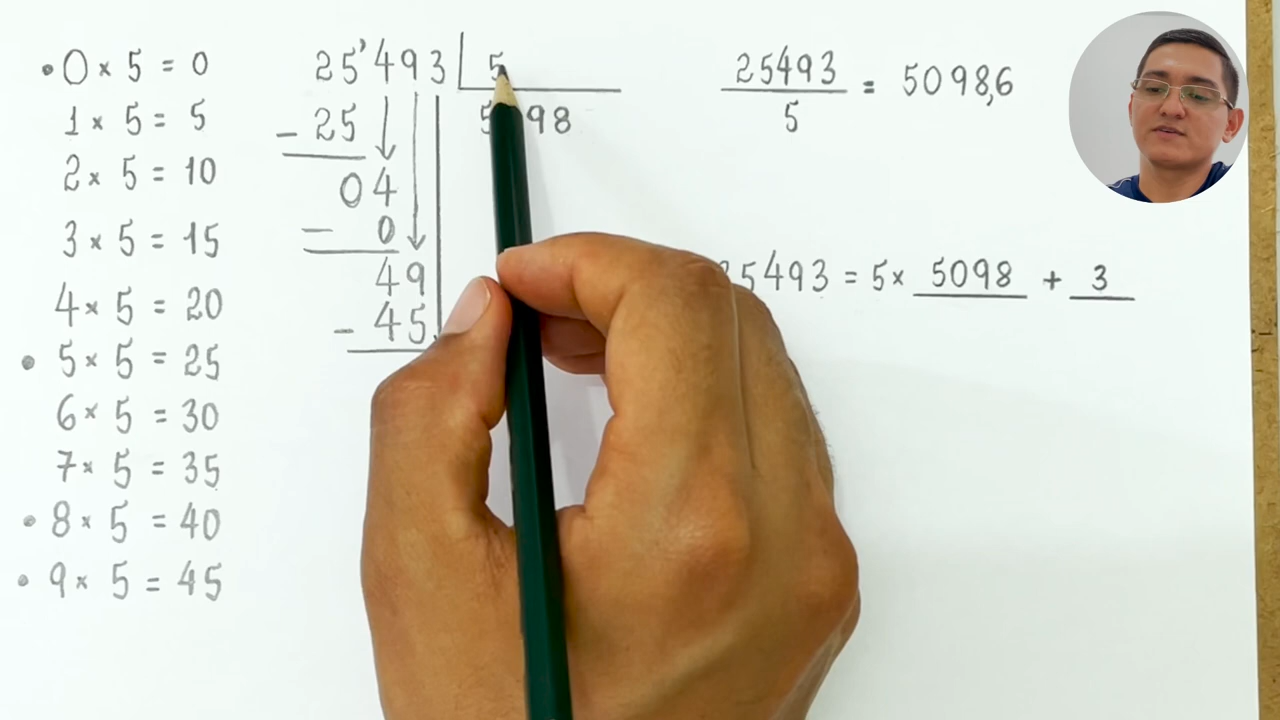 0 × 5 = 0
1 × 5 = 5
2 × 5 = 10
3 × 5 = 15
4 × 5 = 20
5 × 5 = 25
6 × 5 = 30
7 × 5 = 35
8 × 5 = 40
9 × 5 = 45
25'493 5
- 25
04
- 0
49
- 45
5 98
25493
5
= 5098,6
5493 = 5 × 5098 + 3